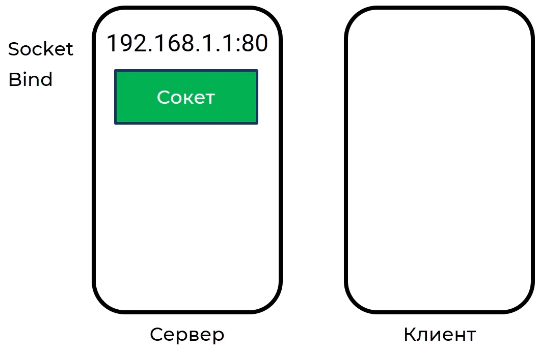 192.168.1.1:80
Socket
Bind
Сокет
Сервер
Клиент